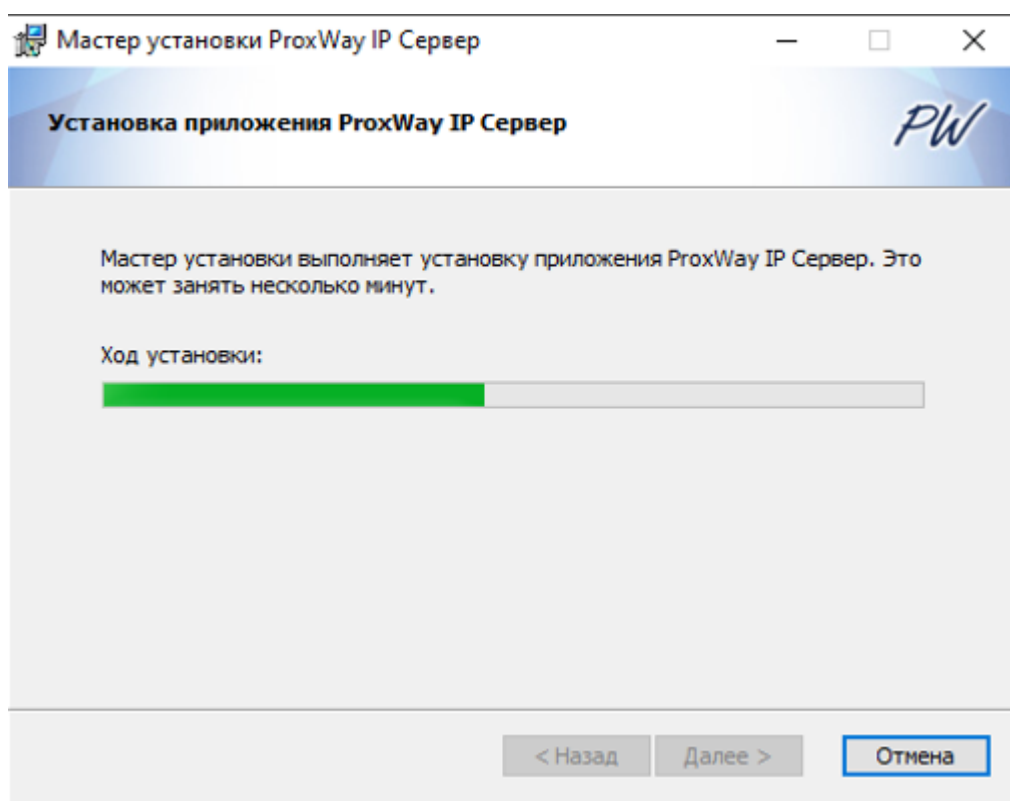 Мастер установки ProxWay IP Сервер
Установка приложения ProxWay IP Сервер
PW
Мастер установки выполняет установку приложения ProxWay IP Сервер. Это
может занять несколько минут.
Ход установки:
< Назад
Далее >
Отмена